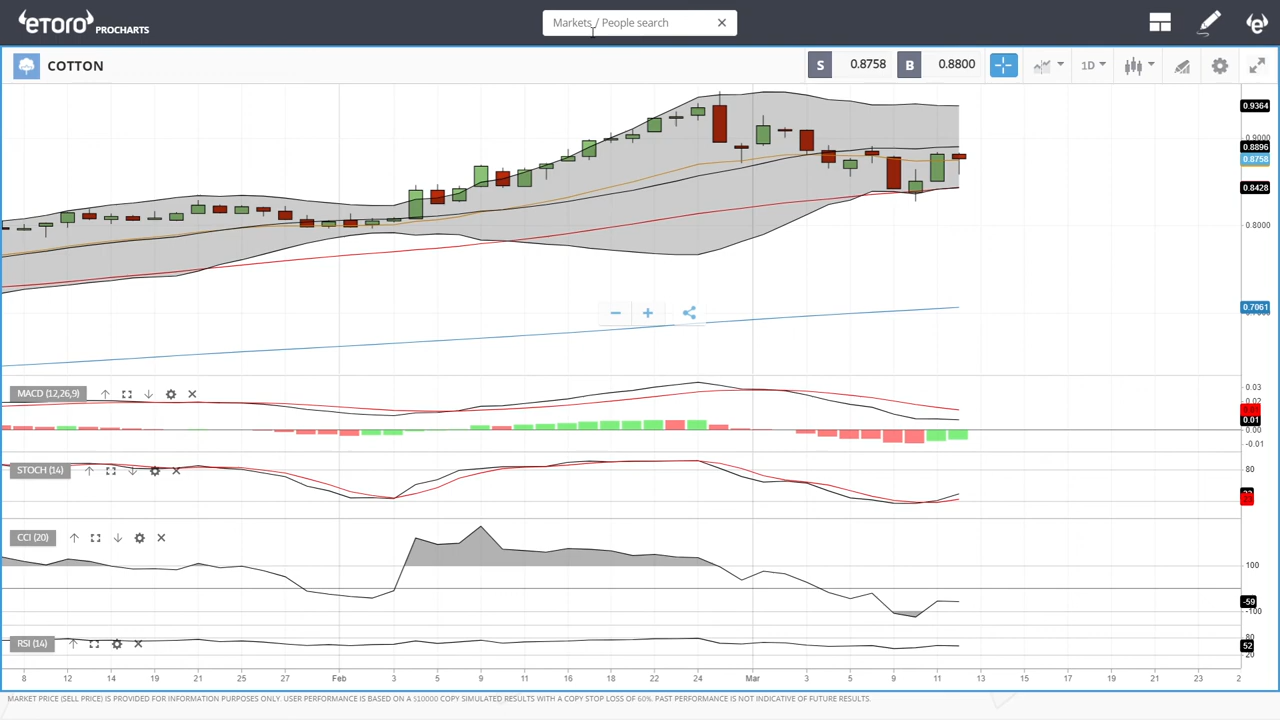 eToro PROCHARTS
Markets / People search
COTTON
S 0.8758 B 0.8800
1D
0.9364
0.9000
0.8896
0.8758
0.8428
0.8000
0.7061
MACD (12,26,9)
0.03
0.02
0.01
0.00
-0.01
STOCH (14)
80
CCI (20)
100
-59
-100
RSI (14)
80
52
20
8 12 14 19 21 25 27 Feb 3 5 9 11 16 18 22 24 Mar 3 5 9 11 13 15 17 19 21 23 2
MARKET PRICE (SELL PRICE) IS PROVIDED FOR INFORMATION PURPOSES ONLY. USER PERFORMANCE IS BASED ON A $10000 COPY SIMULATED RESULTS WITH A COPY STOP LOSS OF 60%. PAST PERFORMANCE IS NOT INDICATIVE OF FUTURE RESULTS.